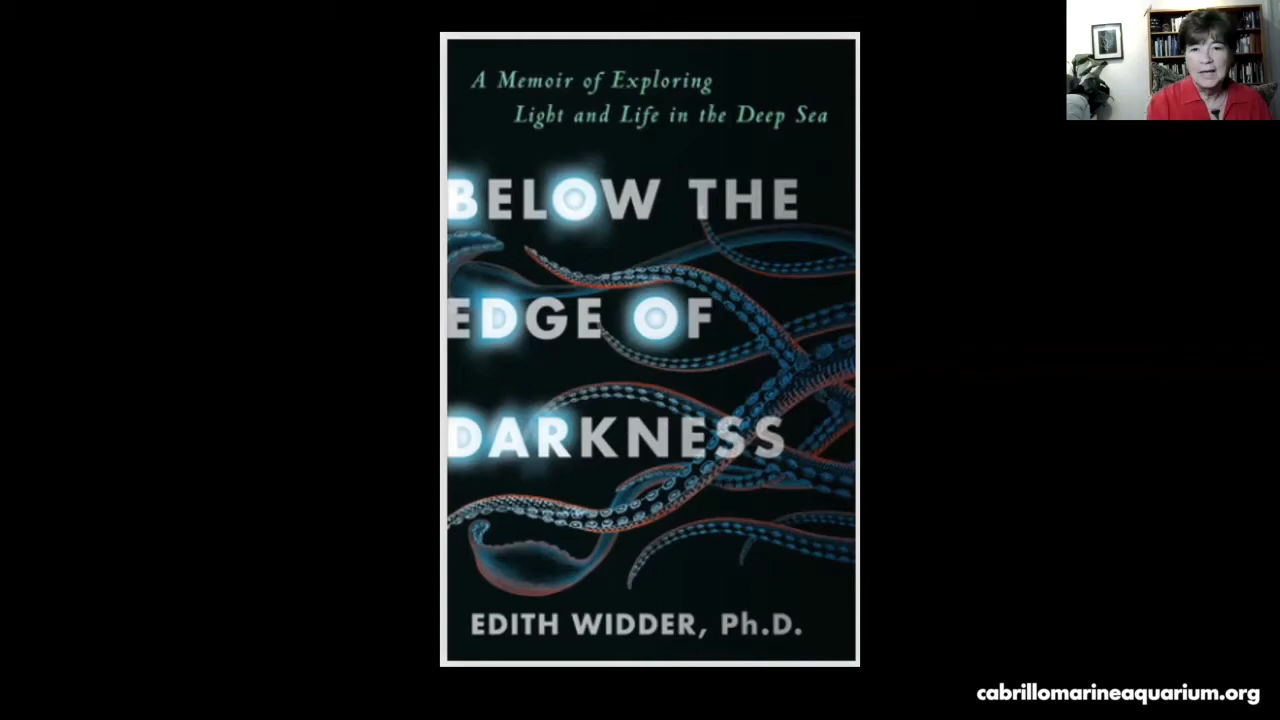 A Memoir of Exploring
Light and Life in the Deep Sea
BELOW THE
EDGE OF
DARKNESS
EDITH WIDDER, Ph.D.
cabrillomarineaquarium.org